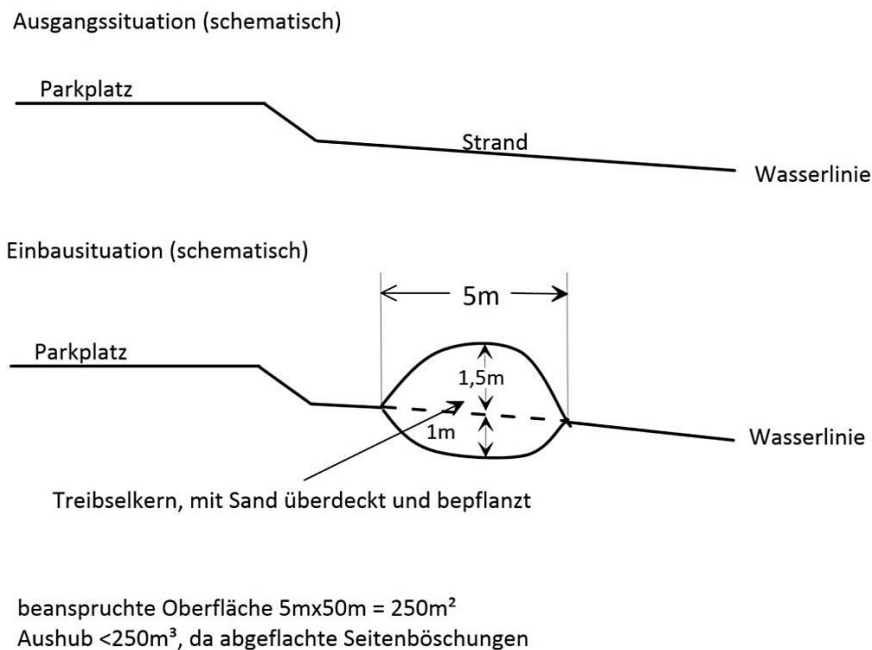 Ausgangssituation (schematisch)
Parkplatz
Strand
Wasserlinie
Einbausituation (schematisch)
5m
Parkplatz
1,5m
1m
Wasserlinie
Treibselkern, mit Sand überdeckt und bepflanzt
beanspruchte Oberfläche 5mx50m = 250m²
Aushub <250m³, da abgeflachte Seitenböschungen